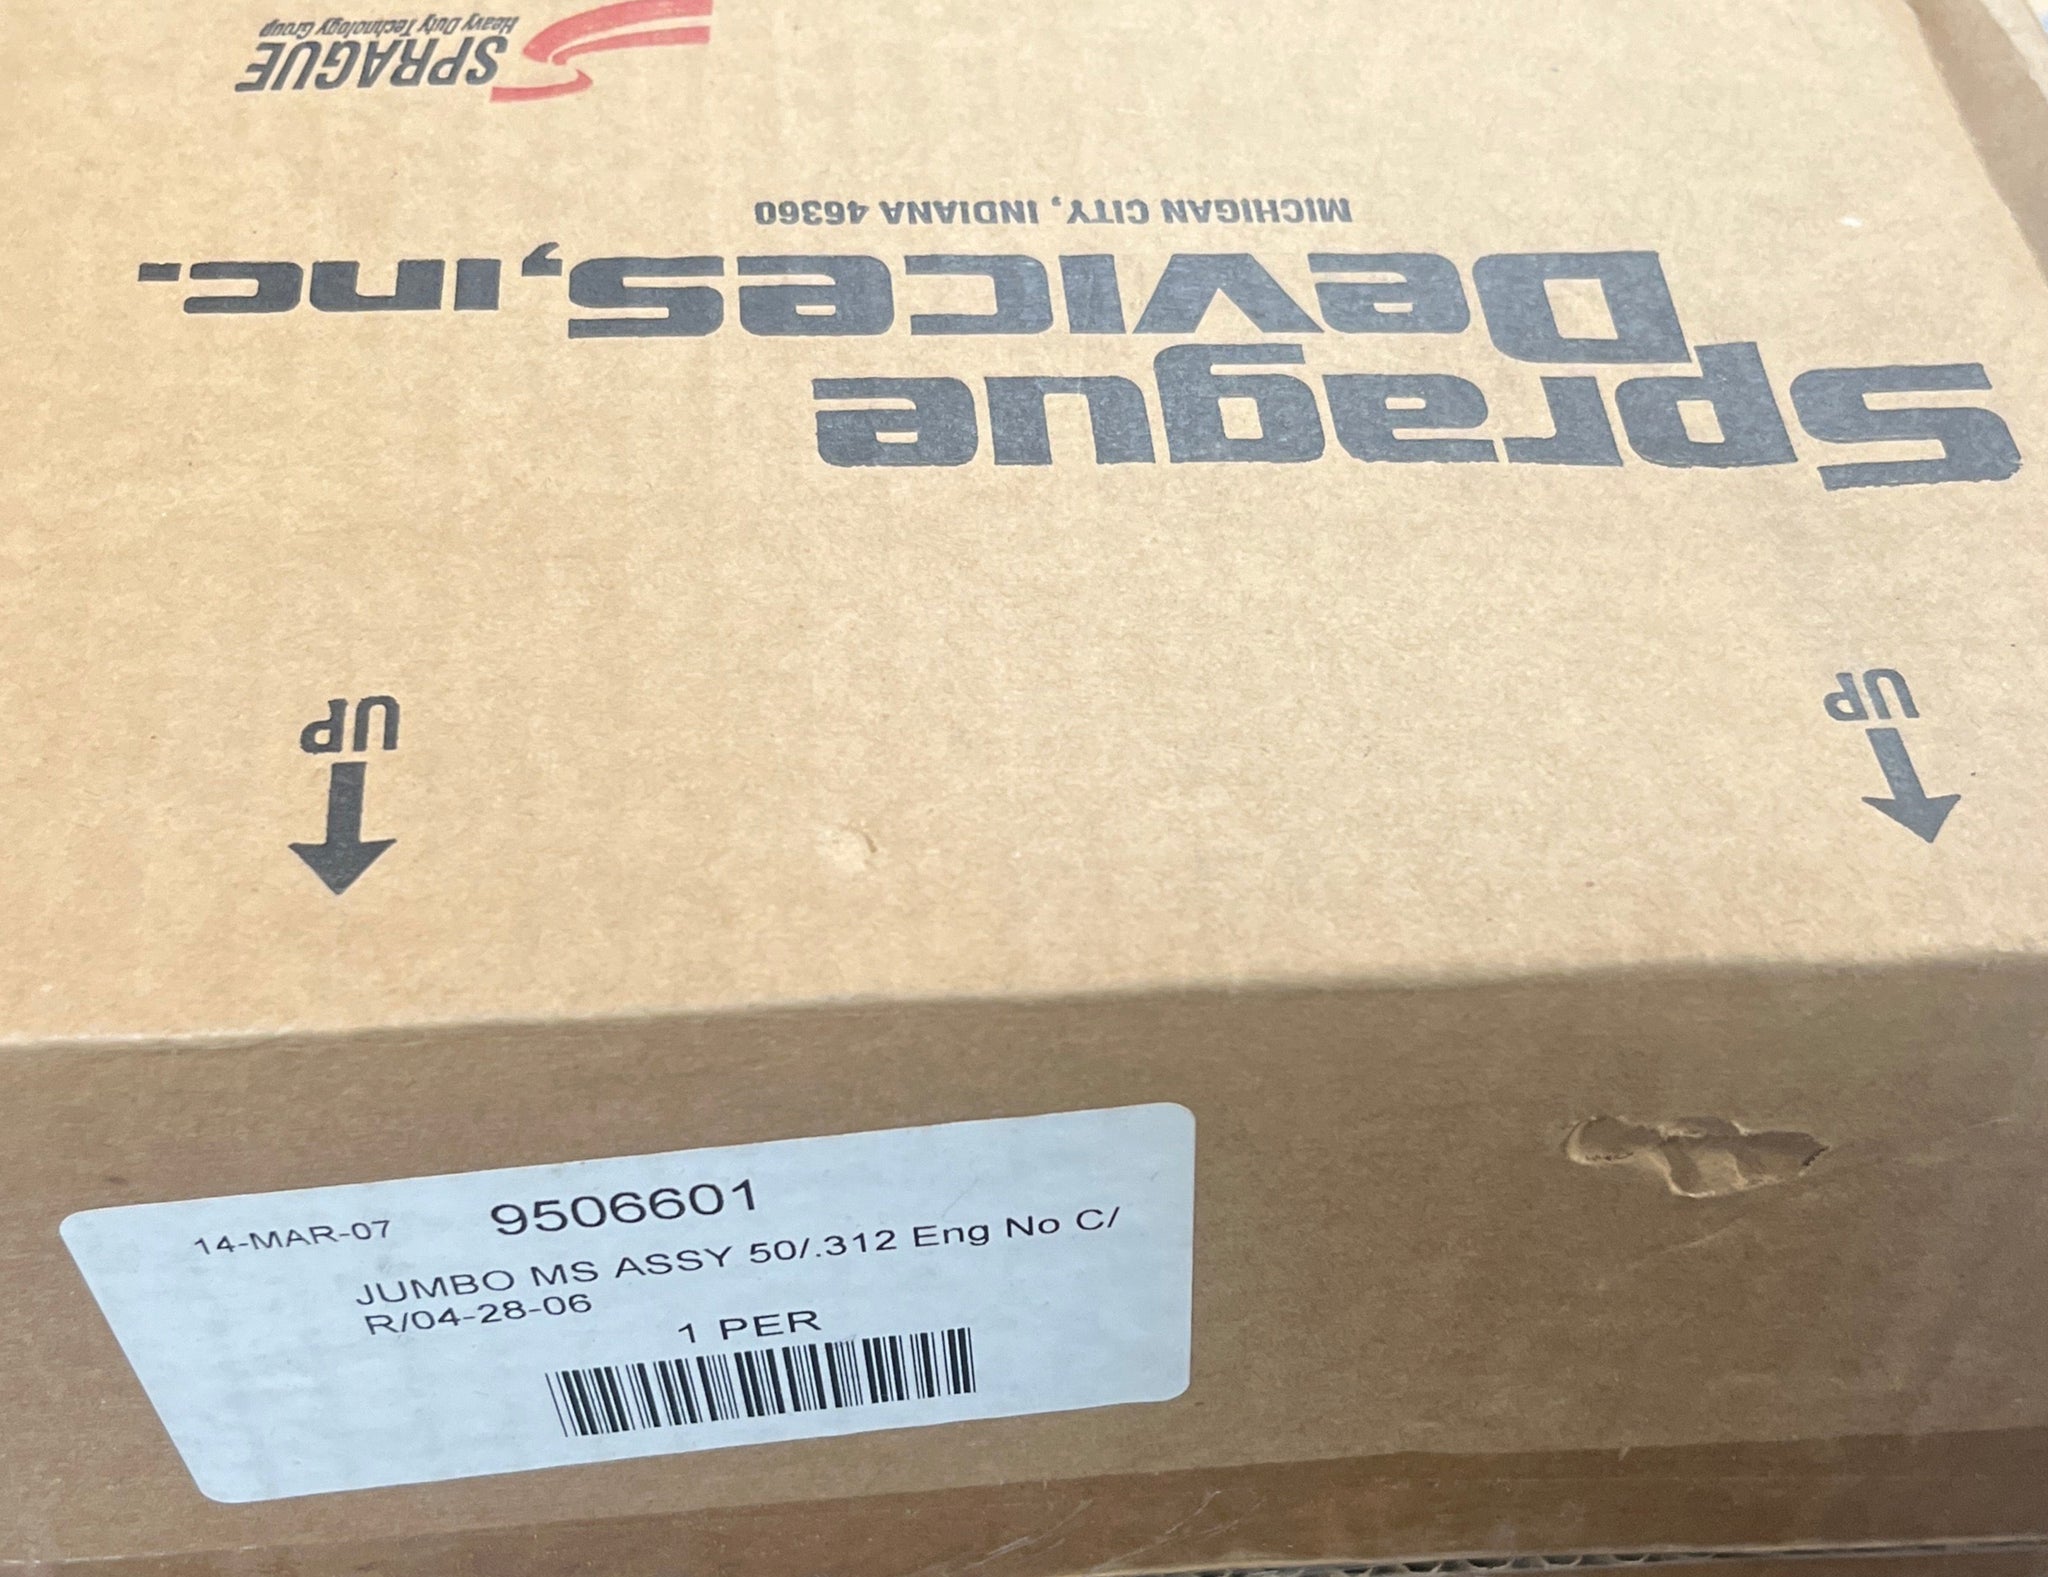 SPRAGUE
Heavy Duty Technology Group
Sprague
Devices, inc.
MICHIGAN CITY, INDIANA 46360
UP
UP
14-MAR-07 9506601
JUMBO MS ASSY 50/.312 Eng No C/
R/04-28-06
1 PER